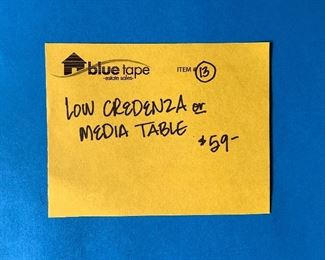 blue tape
-estate sales-
ITEM # 13
LOW CREDENZA or
MEDIA TABLE
$59-